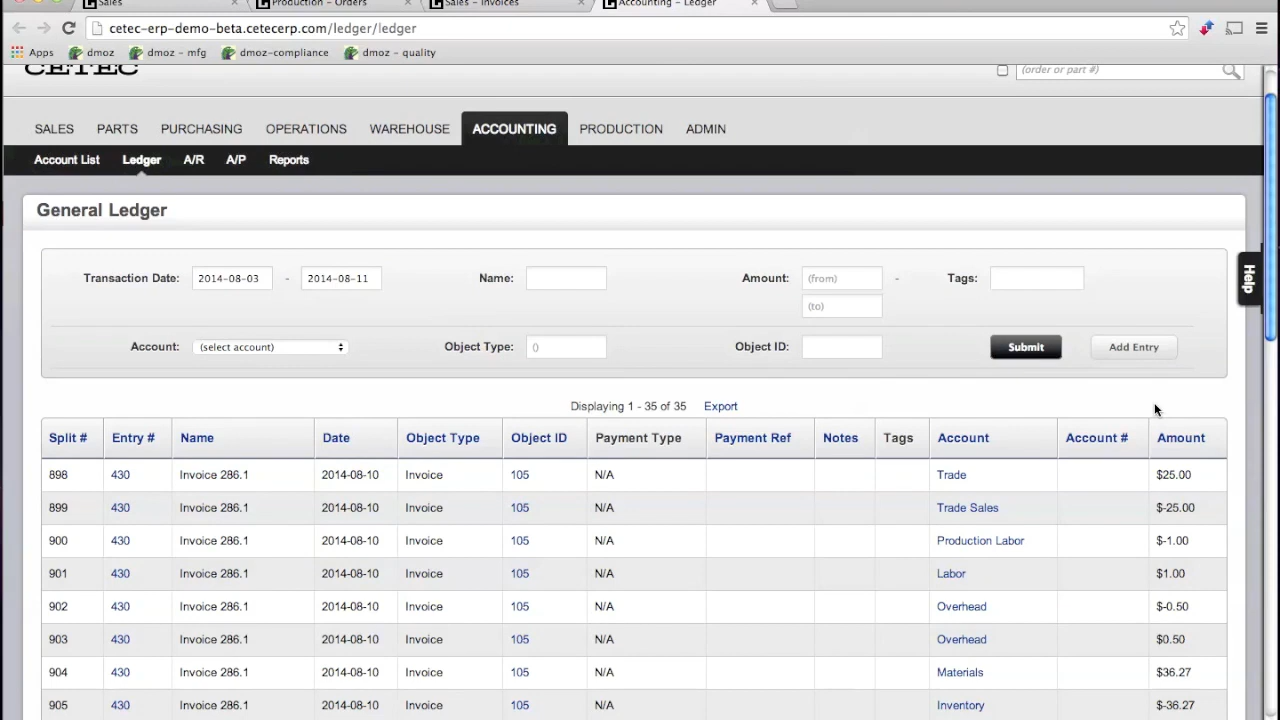 Sales
Production - Orders
Sales - Invoices
Accounting - Ledger
cetec-erp-demo-beta.cetecerp.com/ledger/ledger
Apps dmoz dmoz - mfg dmoz-compliance dmoz - quality
CETEC
(order or part #)
SALES PARTS PURCHASING OPERATIONS WAREHOUSE ACCOUNTING PRODUCTION ADMIN
Account List Ledger A/R A/P Reports
General Ledger
Transaction Date: 2014-08-03 - 2014-08-11 Name: Amount: (from) - Tags:
(to)
Account: (select account) Object Type: () Object ID: Submit Add Entry
Help
Displaying 1 - 35 of 35 Export
Split # Entry # Name Date Object Type Object ID Payment Type Payment Ref Notes Tags Account Account # Amount
898 430 Invoice 286.1 2014-08-10 Invoice 105 N/A Trade $25.00
899 430 Invoice 286.1 2014-08-10 Invoice 105 N/A Trade Sales $-25.00
900 430 Invoice 286.1 2014-08-10 Invoice 105 N/A Production Labor $-1.00
901 430 Invoice 286.1 2014-08-10 Invoice 105 N/A Labor $1.00
902 430 Invoice 286.1 2014-08-10 Invoice 105 N/A Overhead $-0.50
903 430 Invoice 286.1 2014-08-10 Invoice 105 N/A Overhead $0.50
904 430 Invoice 286.1 2014-08-10 Invoice 105 N/A Materials $36.27
905 430 Invoice 286.1 2014-08-10 Invoice 105 N/A Inventory $-36.27